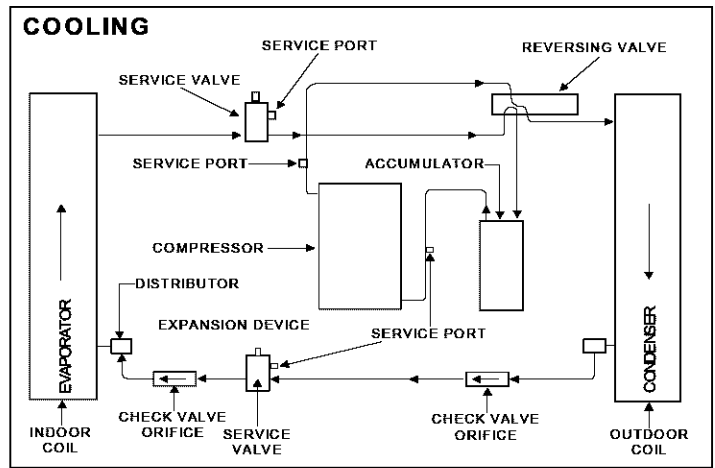 COOLING
SERVICE PORT
REVERSING VALVE
SERVICE VALVE
SERVICE PORT
ACCUMULATOR
COMPRESSOR
DISTRIBUTOR
EXPANSION DEVICE
SERVICE PORT
EVAPORATOR
CONDENSER
INDOOR
COIL
CHECK VALVE
ORIFICE
SERVICE
VALVE
CHECK VALVE
ORIFICE
OUTDOOR
COIL